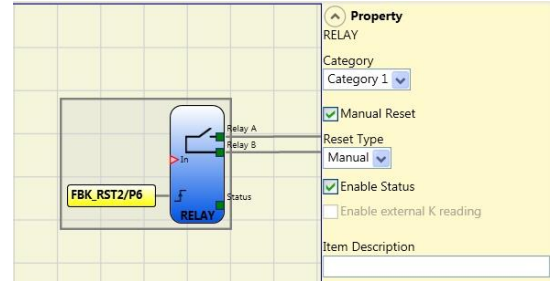 Property
RELAY
Category
Category 1
Manual Reset
Reset Type
Manual
Enable Status
Enable external K reading
Item Description
Relay A
Relay B
In
FBK_RST2/P6
Status
RELAY